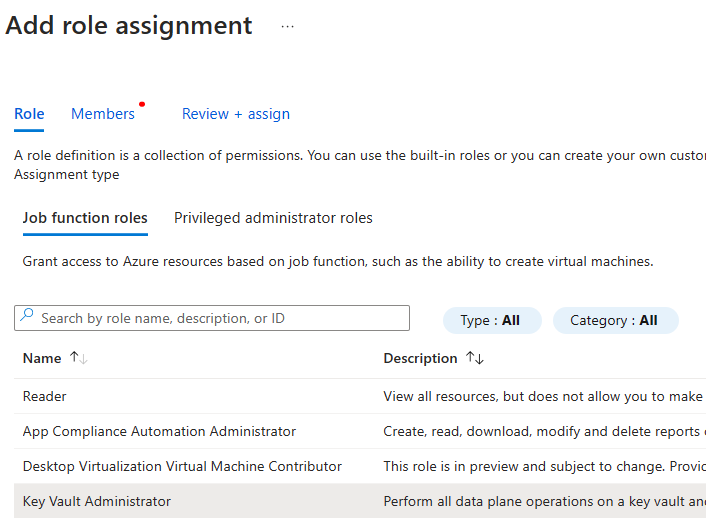 Add role assignment ...
Role Members Review + assign
A role definition is a collection of permissions. You can use the built-in roles or you can create your own custo
Assignment type
Job function roles Privileged administrator roles
Grant access to Azure resources based on job function, such as the ability to create virtual machines.
Search by role name, description, or ID Type : All Category : All
Name ↑↓ Description ↑↓
Reader View all resources, but does not allow you to make
App Compliance Automation Administrator Create, read, download, modify and delete reports
Desktop Virtualization Virtual Machine Contributor This role is in preview and subject to change. Provi
Key Vault Administrator Perform all data plane operations on a key vault an